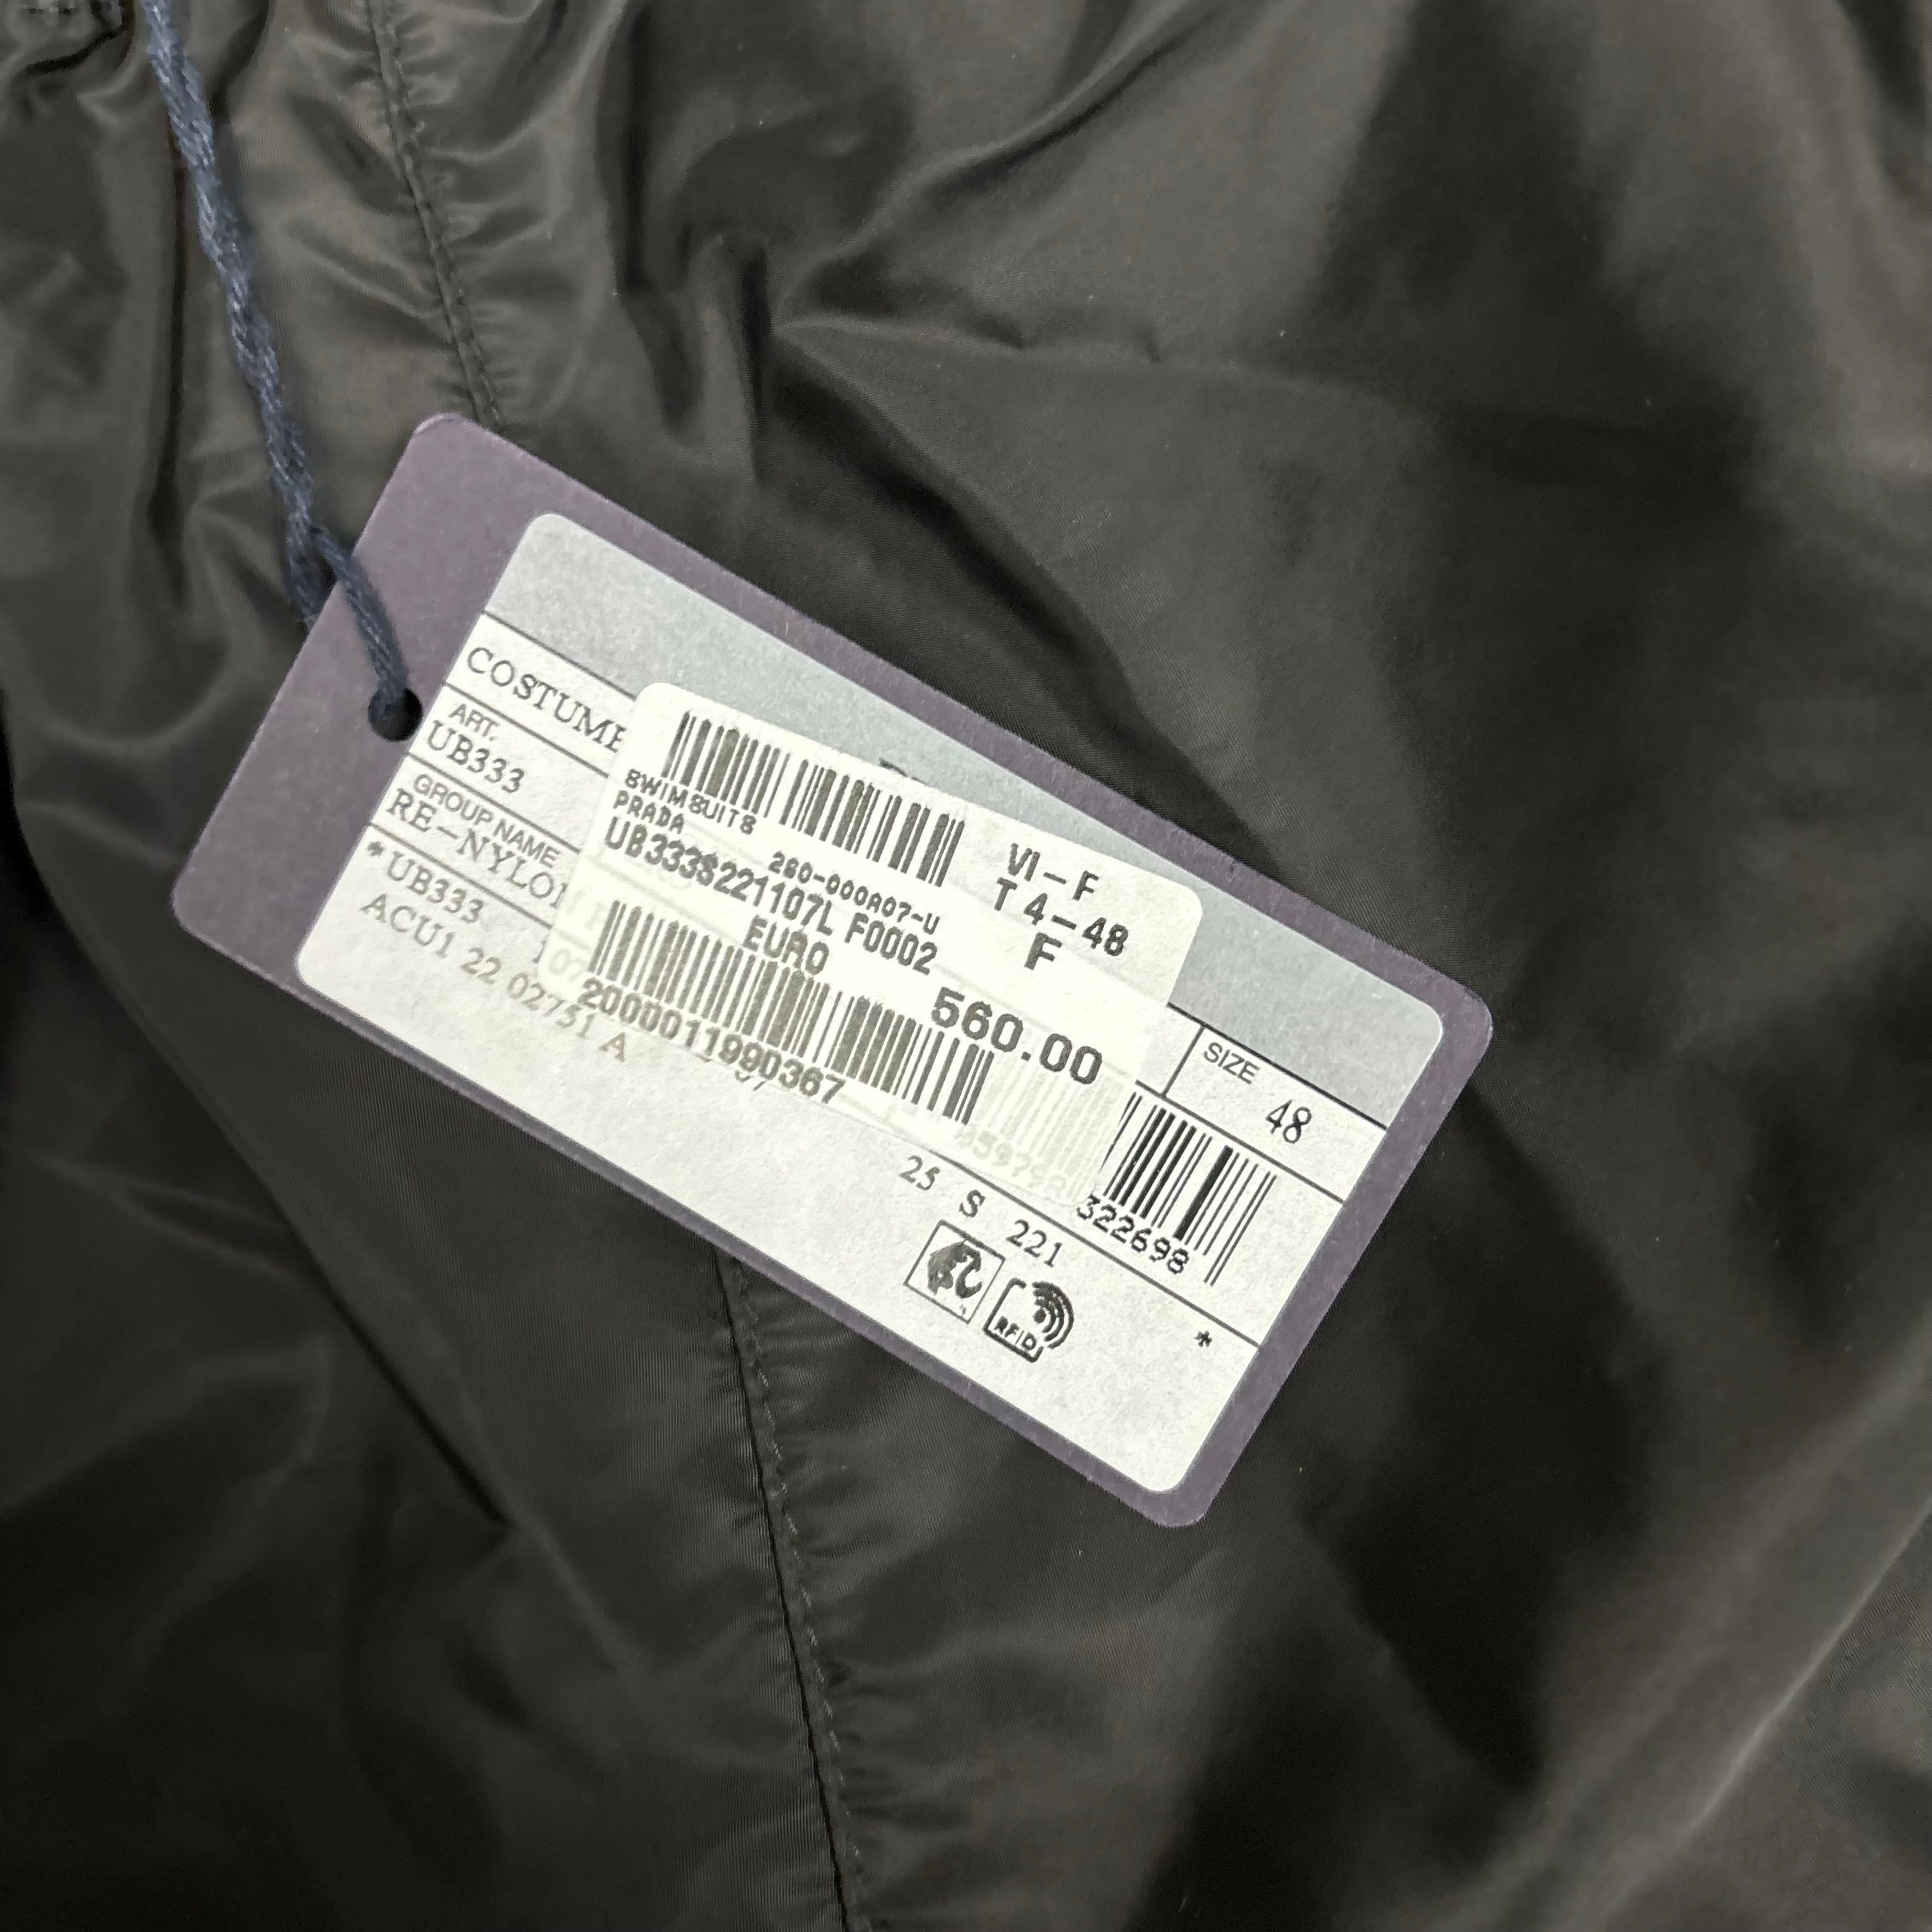 COSTUME
ART.
UB333
GROUP NAME
RE-NYLON
*UB333
ACU1 22 02751 A
SWIMSUITS
PRADA
260-000A07-U
UB333S221107L F0002
EURO
560.00
2000011990367
VI-F
T 4-48
F
SIZE
48
322698
25 S 221
RFID
*